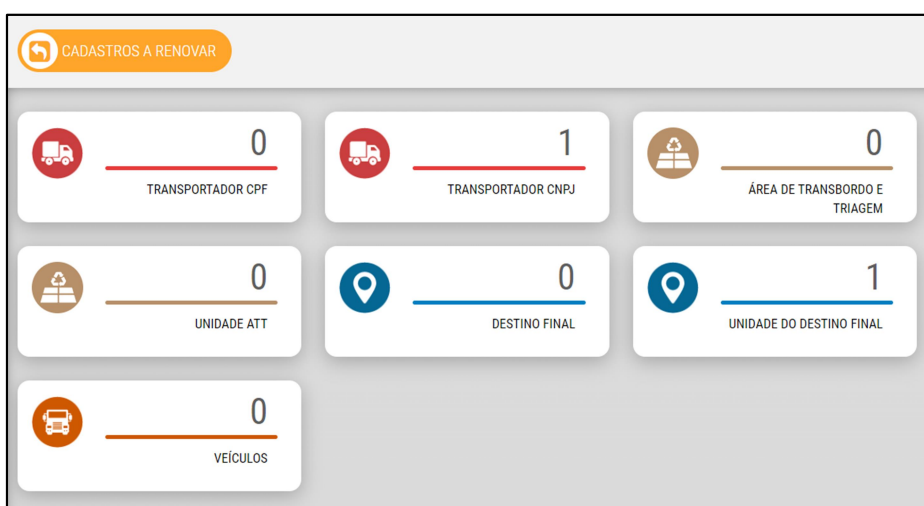 CADASTROS A RENOVAR
0
TRANSPORTADOR CPF
1
TRANSPORTADOR CNPJ
0
ÁREA DE TRANSBORDO E
TRIAGEM
0
UNIDADE ATT
0
DESTINO FINAL
1
UNIDADE DO DESTINO FINAL
0
VEÍCULOS